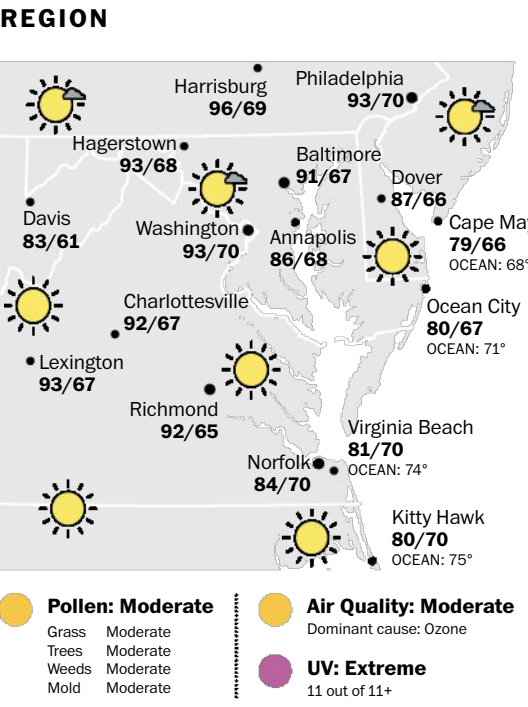 REGION
Harrisburg
96/69
Philadelphia
93/70
Hagerstown
93/68
Baltimore
91/67
Dover
87/66
Davis
83/61
Washington
93/70
Annapolis
86/68
Cape May
79/66
OCEAN: 68°
Charlottesville
92/67
Ocean City
80/67
OCEAN: 71°
Lexington
93/67
Richmond
92/65
Virginia Beach
81/70
OCEAN: 74°
Norfolk
84/70
Kitty Hawk
80/70
OCEAN: 75°
Pollen: Moderate
Grass Moderate
Trees Moderate
Weeds Moderate
Mold Moderate
Air Quality: Moderate
Dominant cause: Ozone
UV: Extreme
11 out of 11+